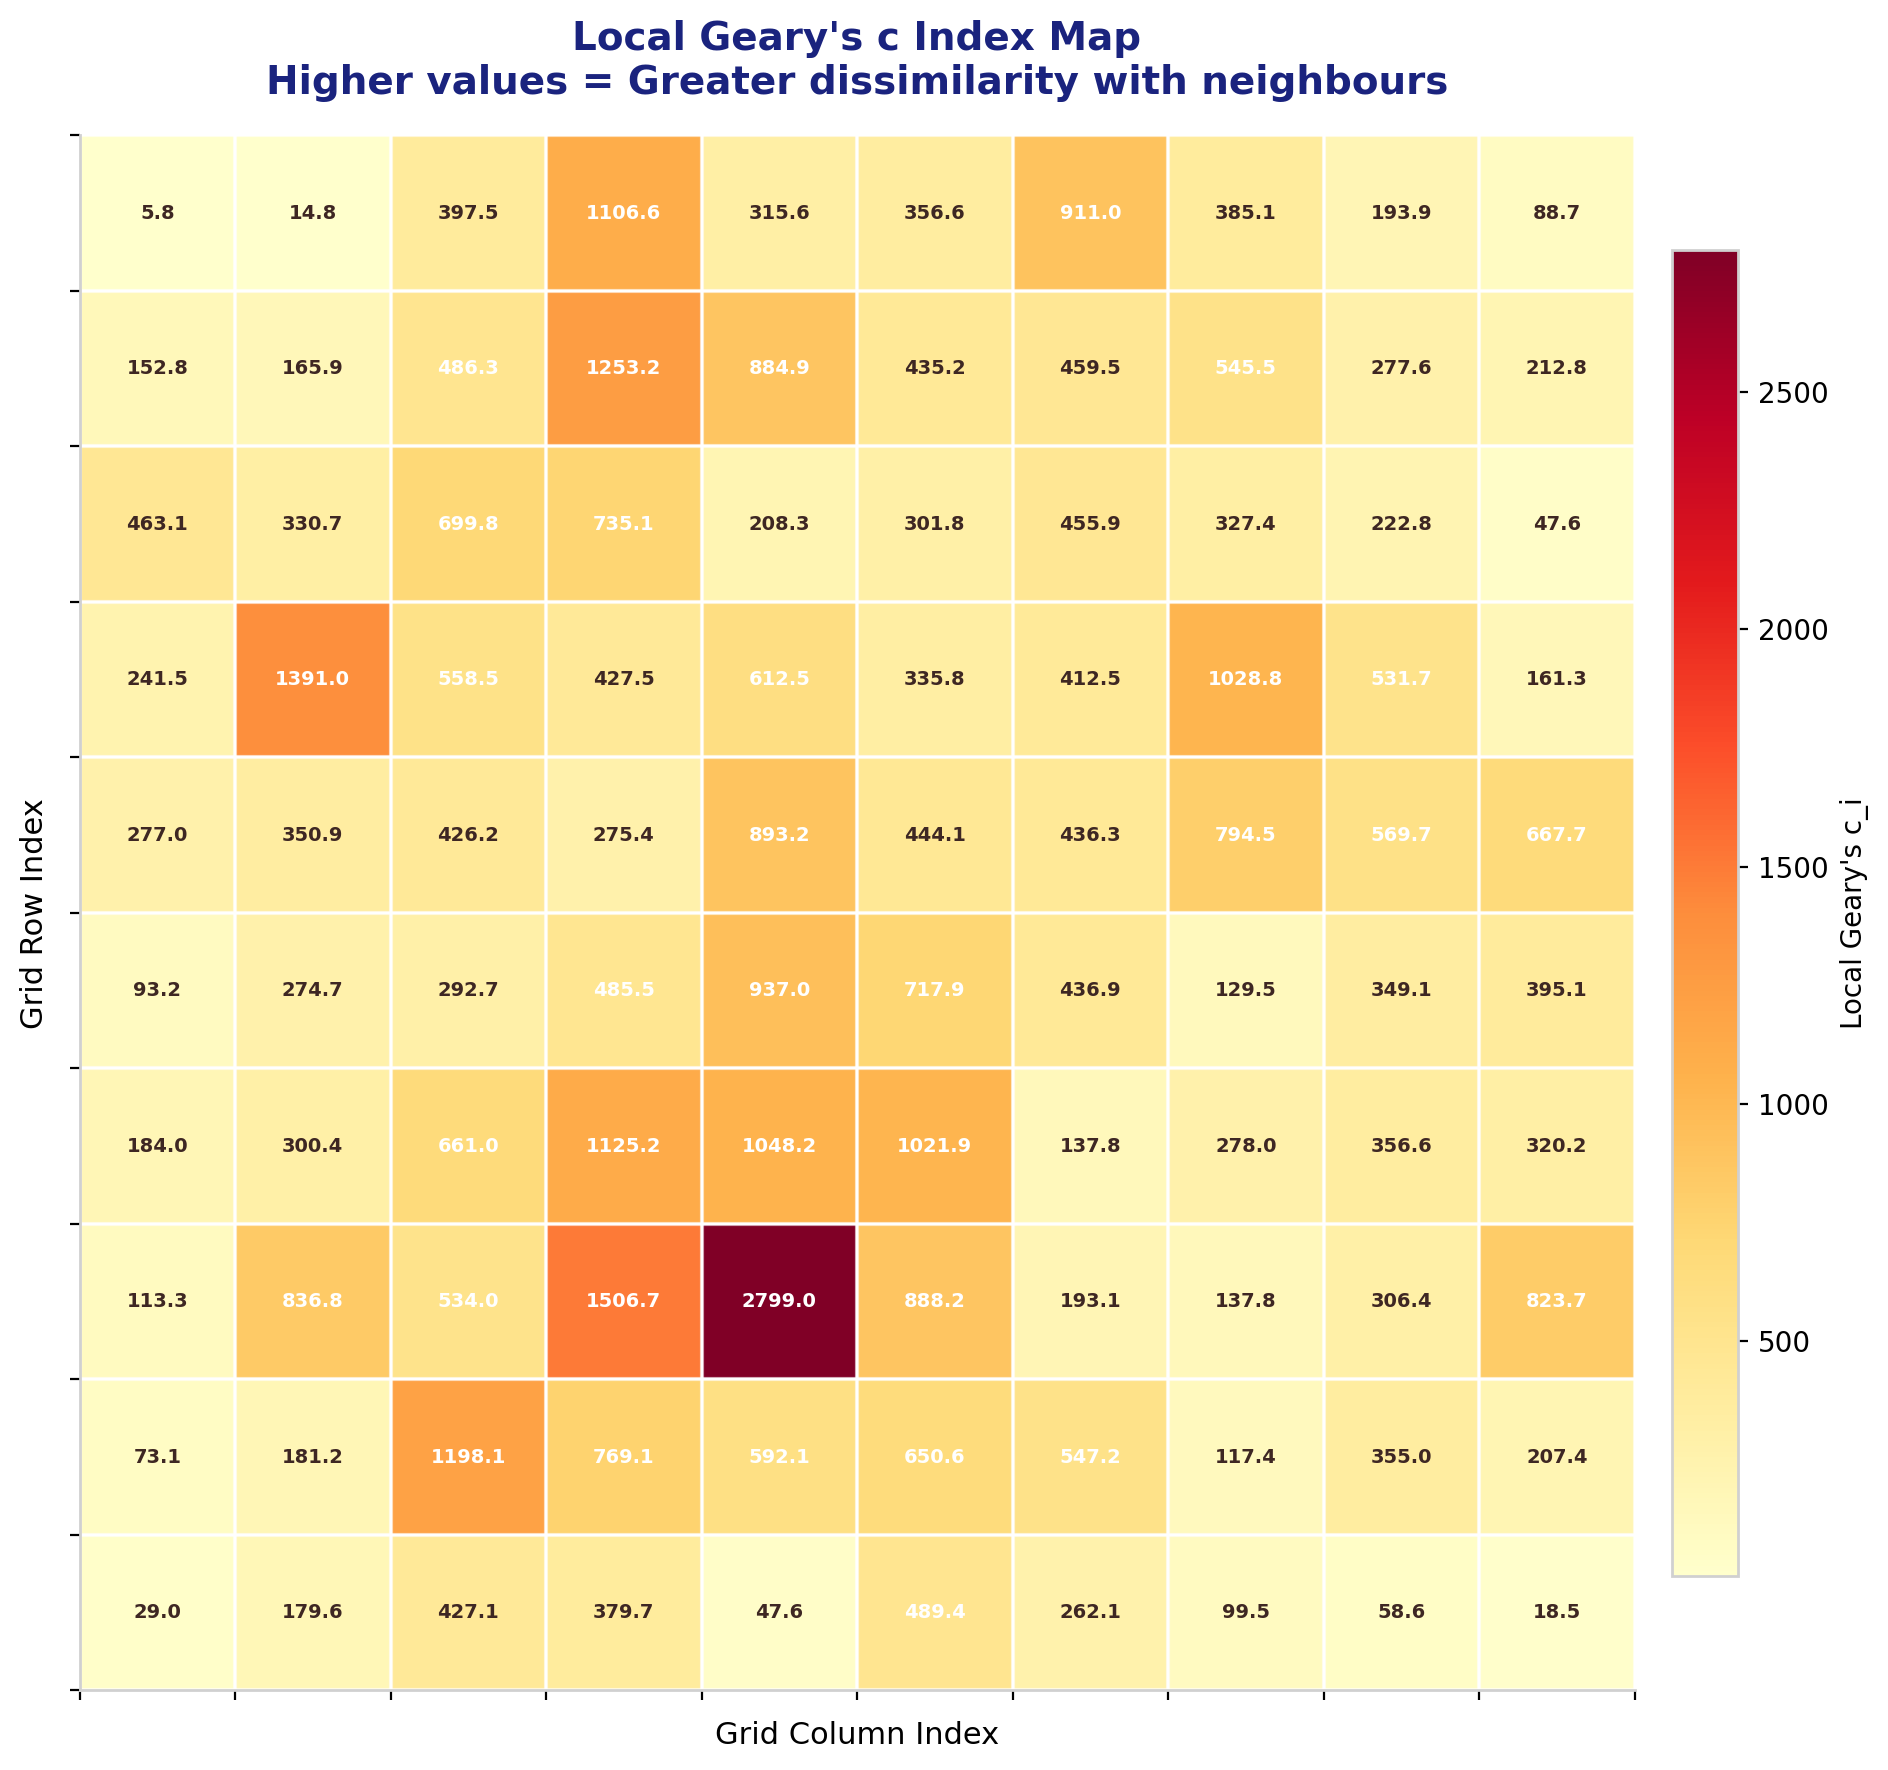 Local Geary's c Index Map
Higher values = Greater dissimilarity with neighbours
5.8 14.8 397.5 1106.6 315.6 356.6 911.0 385.1 193.9 88.7
152.8 165.9 486.3 1253.2 884.9 435.2 459.5 545.5 277.6 212.8
463.1 330.7 699.8 735.1 208.3 301.8 455.9 327.4 222.8 47.6
241.5 1391.0 558.5 427.5 612.5 335.8 412.5 1028.8 531.7 161.3
277.0 350.9 426.2 275.4 893.2 444.1 436.3 794.5 569.7 667.7
93.2 274.7 292.7 485.5 937.0 717.9 436.9 129.5 349.1 395.1
184.0 300.4 661.0 1125.2 1048.2 1021.9 137.8 278.0 356.6 320.2
113.3 836.8 534.0 1506.7 2799.0 888.2 193.1 137.8 306.4 823.7
73.1 181.2 1198.1 769.1 592.1 650.6 547.2 117.4 355.0 207.4
29.0 179.6 427.1 379.7 47.6 489.4 262.1 99.5 58.6 18.5
Grid Row Index
Grid Column Index
2500
2000
1500
1000
500
Local Geary's c_i